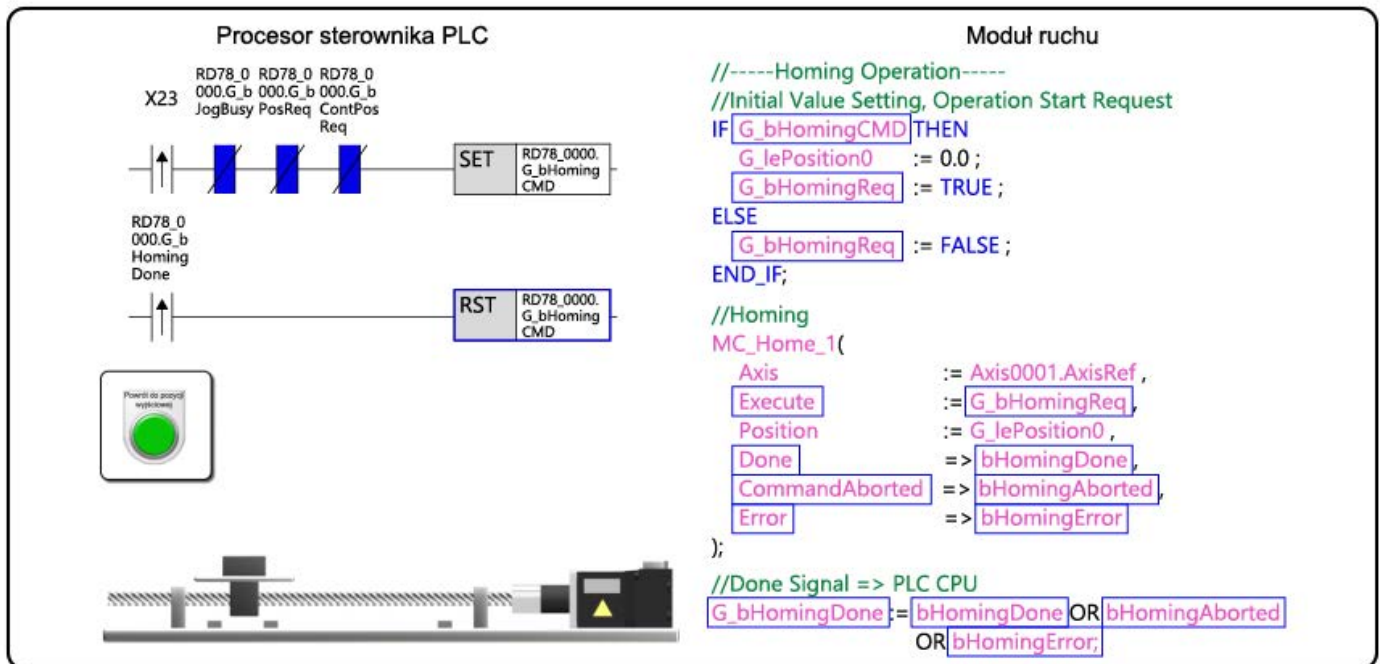 Procesor sterownika PLC
X23
RD78_0
000.G_b
JogBusy
RD78_0
000.G_b
PosReq
RD78_0
000.G_b
ContPos
Req
SET
RD78_0000.
G_bHoming
CMD
RD78_0
000.G_b
Homing
Done
RST
RD78_0000.
G_bHoming
CMD
Powrót do pozycji
wyjściowej
Moduł ruchu
//-----Homing Operation-----
//Initial Value Setting, Operation Start Request
IF G_bHomingCMD THEN
G_lePosition0 := 0.0 ;
G_bHomingReq := TRUE ;
ELSE
G_bHomingReq := FALSE ;
END_IF;
//Homing
MC_Home_1(
Axis := Axis0001.AxisRef ,
Execute := G_bHomingReq ,
Position := G_lePosition0 ,
Done => bHomingDone ,
CommandAborted => bHomingAborted ,
Error => bHomingError
);
//Done Signal => PLC CPU
G_bHomingDone := bHomingDone OR bHomingAborted
OR bHomingError;